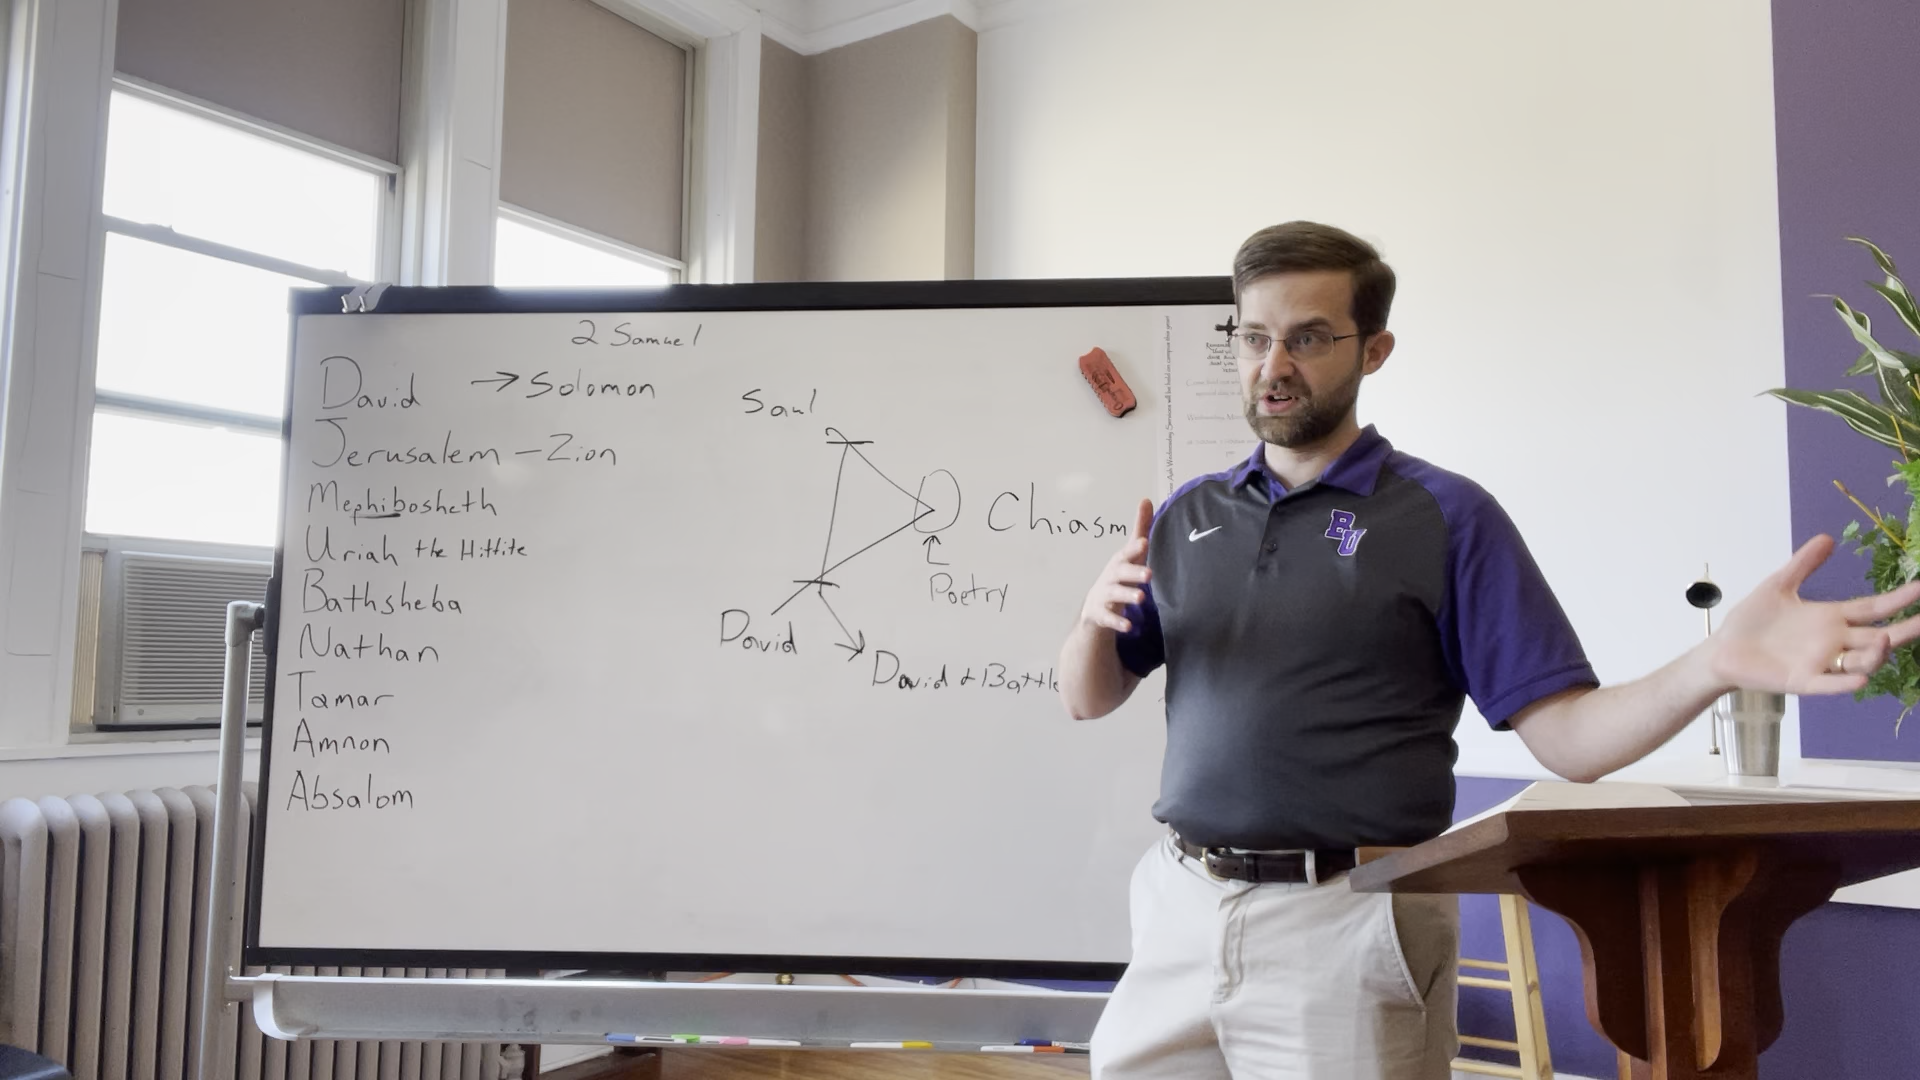 2 Samuel
David → Solomon
Jerusalem – Zion
Mephibosheth
Uriah the Hittite
Bathsheba
Nathan
Tamar
Amnon
Absalom
Saul
Chiasm
Poetry
David
David + Battle
BU